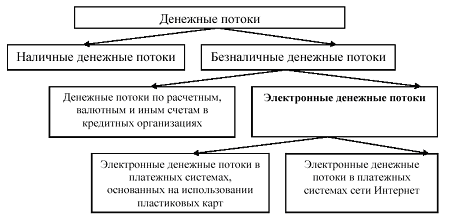 Денежные потоки
Наличные денежные потоки
Безналичные денежные потоки
Денежные потоки по расчетным,
валютным и иным счетам в
кредитных организациях
Электронные денежные потоки
Электронные денежные потоки в
платежных системах,
основанных на использовании
пластиковых карт
Электронные денежные
потоки в платежных
системах сети Интернет